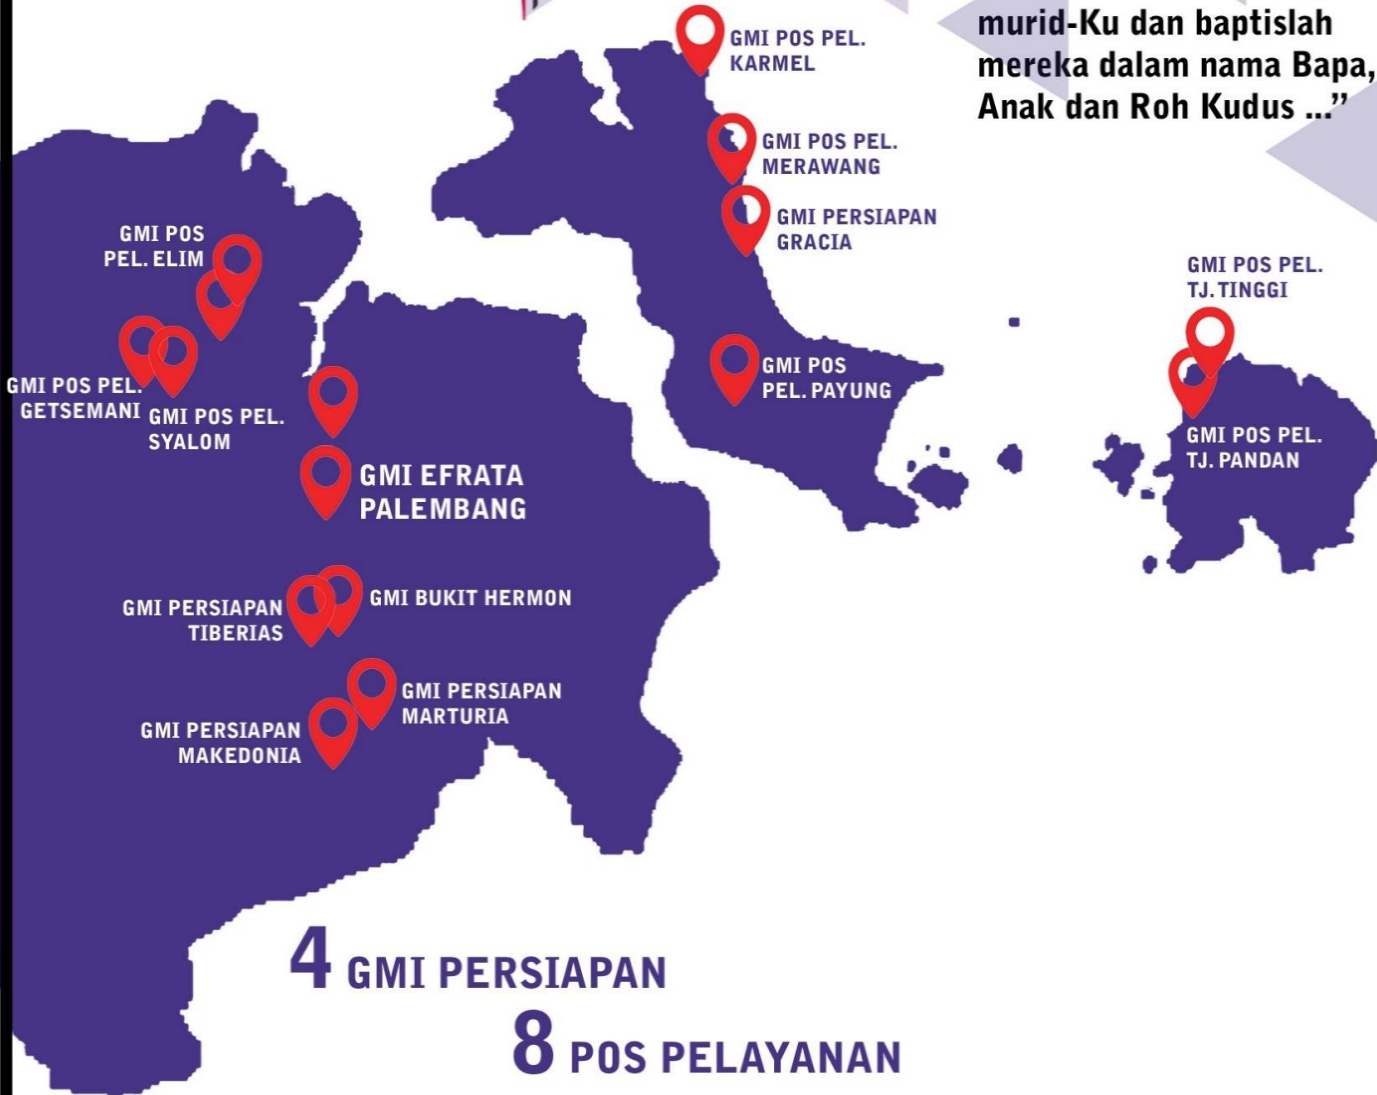 murid-Ku dan baptislah
mereka dalam nama Bapa,
Anak dan Roh Kudus ...”
GMI POS PEL.
KARMEL
GMI POS PEL.
MERAWANG
GMI PERSIAPAN
GRACIA
GMI POS
PEL. ELIM
GMI POS PEL.
TJ. TINGGI
GMI POS PEL.
GETSEMANI
GMI POS PEL.
SYALOM
GMI POS
PEL. PAYUNG
GMI POS PEL.
TJ. PANDAN
GMI EFRATA
PALEMBANG
GMI PERSIAPAN
TIBERIAS
GMI BUKIT HERMON
GMI PERSIAPAN
MARTURIA
GMI PERSIAPAN
MAKEDONIA
4 GMI PERSIAPAN
8 POS PELAYANAN